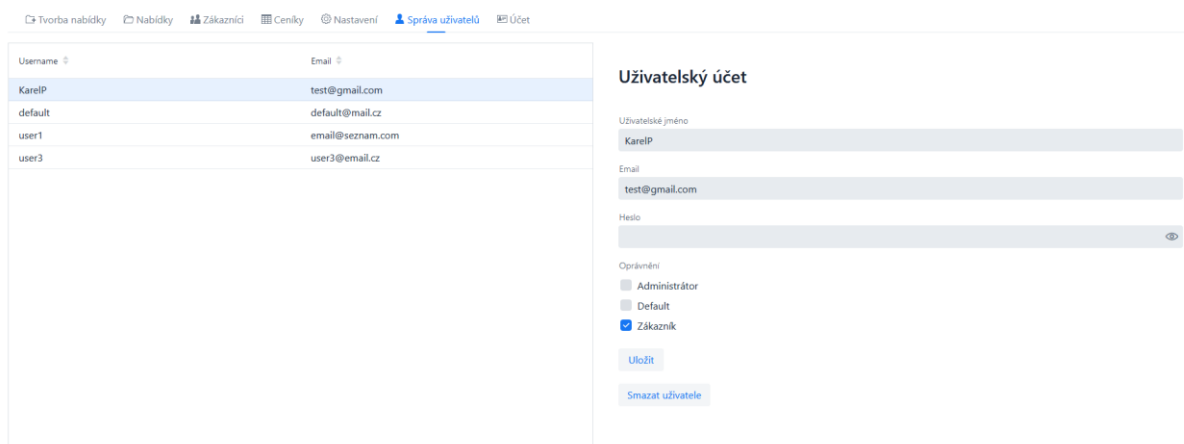 Tvorba nabídky Nabídky Zákazníci Ceníky Nastavení Správa uživatelů Účet
Username Email
KarelP test@gmail.com
default default@mail.cz
user1 email@seznam.com
user3 user3@email.cz
Uživatelský účet
Uživatelské jméno
KarelP
Email
test@gmail.com
Heslo
Oprávnění
Administrátor
Default
Zákazník
Uložit
Smazat uživatele